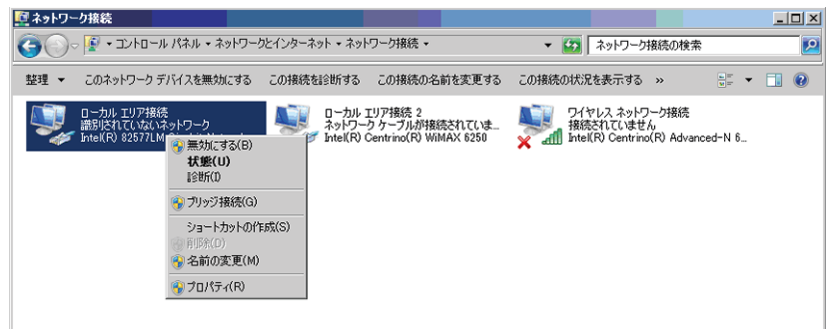 ネットワーク接続
コントロール パネル ネットワークとインターネット ネットワーク接続
ネットワーク接続の検索
整理 このネットワーク デバイスを無効にする この接続を診断する この接続の名前を変更する この接続の状況を表示する »
ローカル エリア接続
識別されていないネットワーク
Intel(R) 82577LM
ローカル エリア接続 2
ネットワーク ケーブルが接続されていま...
Intel(R) Centrino(R) WiMAX 6250
ワイヤレス ネットワーク接続
接続されていません
Intel(R) Centrino(R) Advanced-N 6...
無効にする(B)
状態(U)
診断(I)
ブリッジ接続(G)
ショートカットの作成(S)
削除(D)
名前の変更(M)
プロパティ(R)